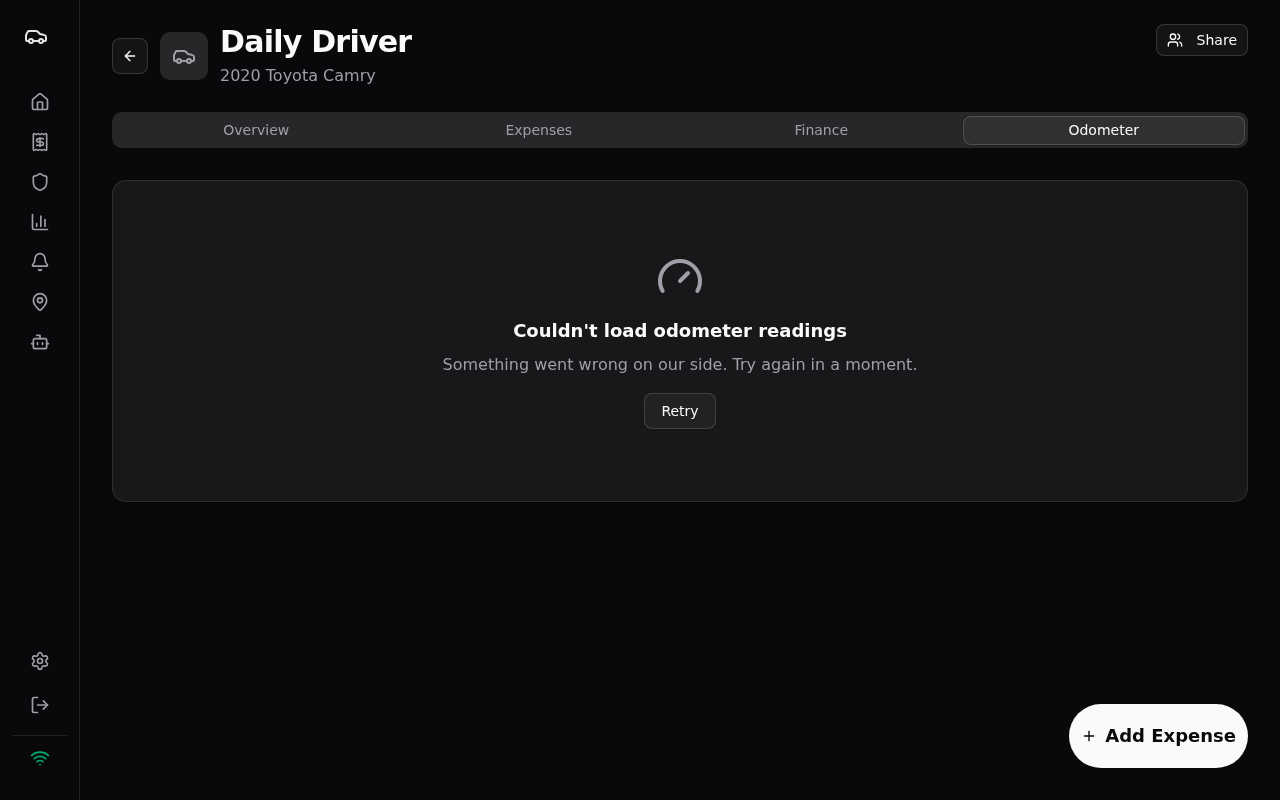 Daily Driver
2020 Toyota Camry
Share
Overview
Expenses
Finance
Odometer
Couldn't load odometer readings
Something went wrong on our side. Try again in a moment.
Retry
Add Expense